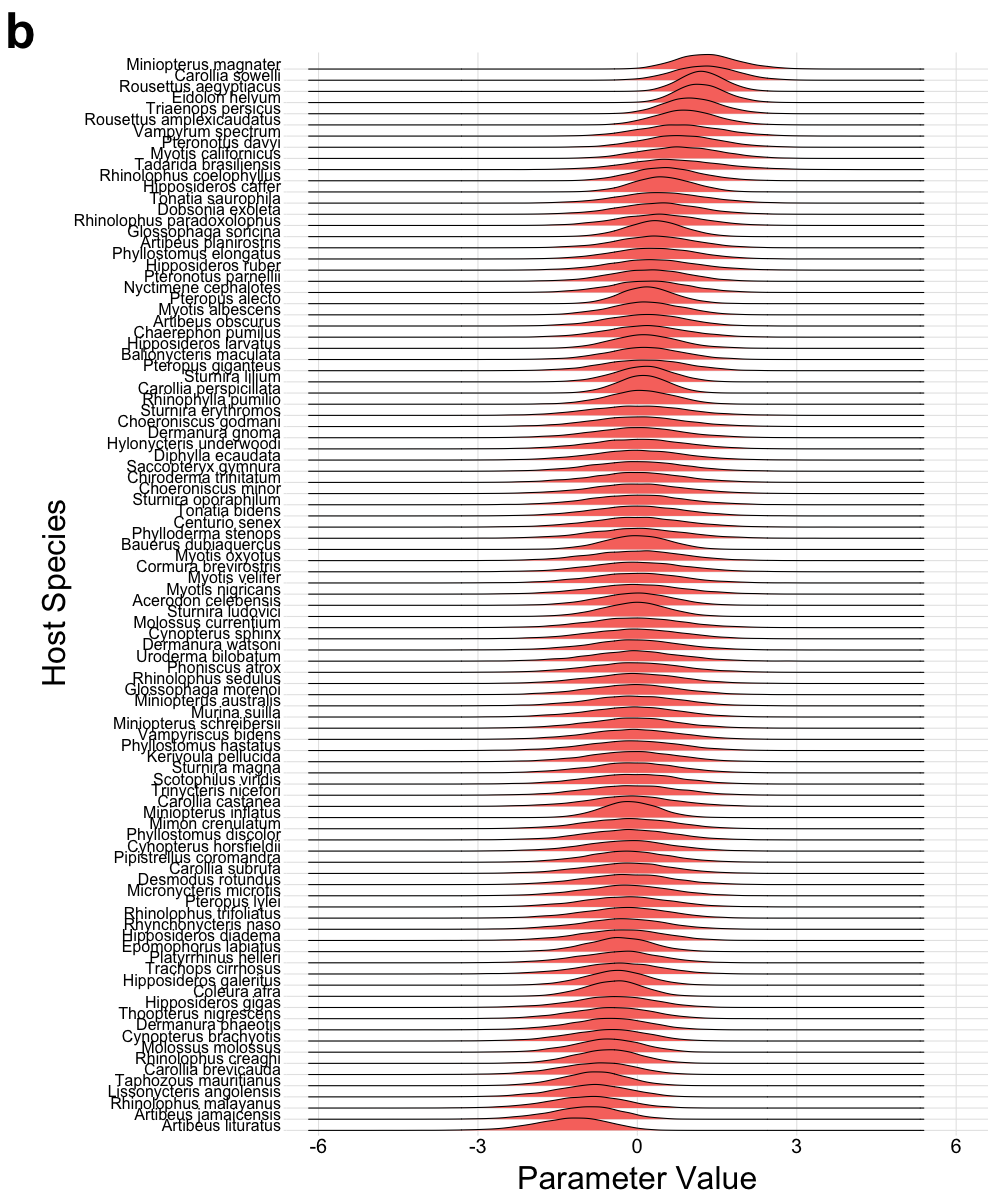 b
Miniopterus magnater
Carollia sowelli
Rousettus aegyptiacus
Eidolon helvum
Triaenops persicus
Rousettus amplexicaudatus
Vampyrum spectrum
Pteronotus davyi
Myotis californicus
Tadarida brasiliensis
Rhinolophus coelophyllus
Hipposideros caffer
Tonatia saurophila
Dobsonia exoleta
Rhinolophus paradoxolophus
Glossophaga soricina
Artibeus planirostris
Phyllostomus elongatus
Hipposideros ruber
Pteronotus parnellii
Nyctimene cephalotes
Pteropus alecto
Myotis albescens
Artibeus obscurus
Chaerephon pumilus
Hipposideros larvatus
Balionycteris maculata
Pteropus giganteus
Sturnira lilium
Carollia perspicillata
Rhinophylla pumilio
Sturnira erythromos
Choeroniscus godmani
Dermanura gnoma
Hylonycteris underwoodi
Diphylla ecaudata
Saccopteryx gymnura
Chiroderma trinitatum
Choeroniscus minor
Sturnira oporaphilum
Tonatia bidens
Centurio senex
Phylloderma stenops
Bauerus dubiaquercus
Myotis oxyotus
Cormura brevirostris
Myotis velifer
Myotis nigricans
Acerodon celebensis
Sturnira ludovici
Molossus currentium
Cynopterus sphinx
Dermanura watsoni
Uroderma bilobatum
Phoniscus atrox
Rhinolophus sedulus
Glossophaga morenoi
Miniopterus australis
Murina suilla
Miniopterus schreibersii
Vampyriscus bidens
Phyllostomus hastatus
Kerivoula pellucida
Sturnira magna
Scotophilus viridis
Trinycteris nicefori
Carollia castanea
Miniopterus inflatus
Mimon crenulatum
Phyllostomus discolor
Cynopterus horsfieldii
Pipistrellus coromandra
Carollia subrufa
Desmodus rotundus
Micronycteris microtis
Pteropus lylei
Rhinolophus trifoliatus
Rhynchonycteris naso
Hipposideros diadema
Epomophorus labiatus
Platyrrhinus helleri
Trachops cirrhosus
Hipposideros galeritus
Coleura afra
Hipposideros gigas
Thoopterus nigrescens
Dermanura phaeotis
Cynopterus brachyotis
Molossus molossus
Rhinolophus creaghi
Carollia brevicauda
Taphozous mauritianus
Lissonycteris angolensis
Rhinolophus malayanus
Artibeus jamaicensis
Artibeus lituratus
Host Species
-6 -3 0 3 6
Parameter Value